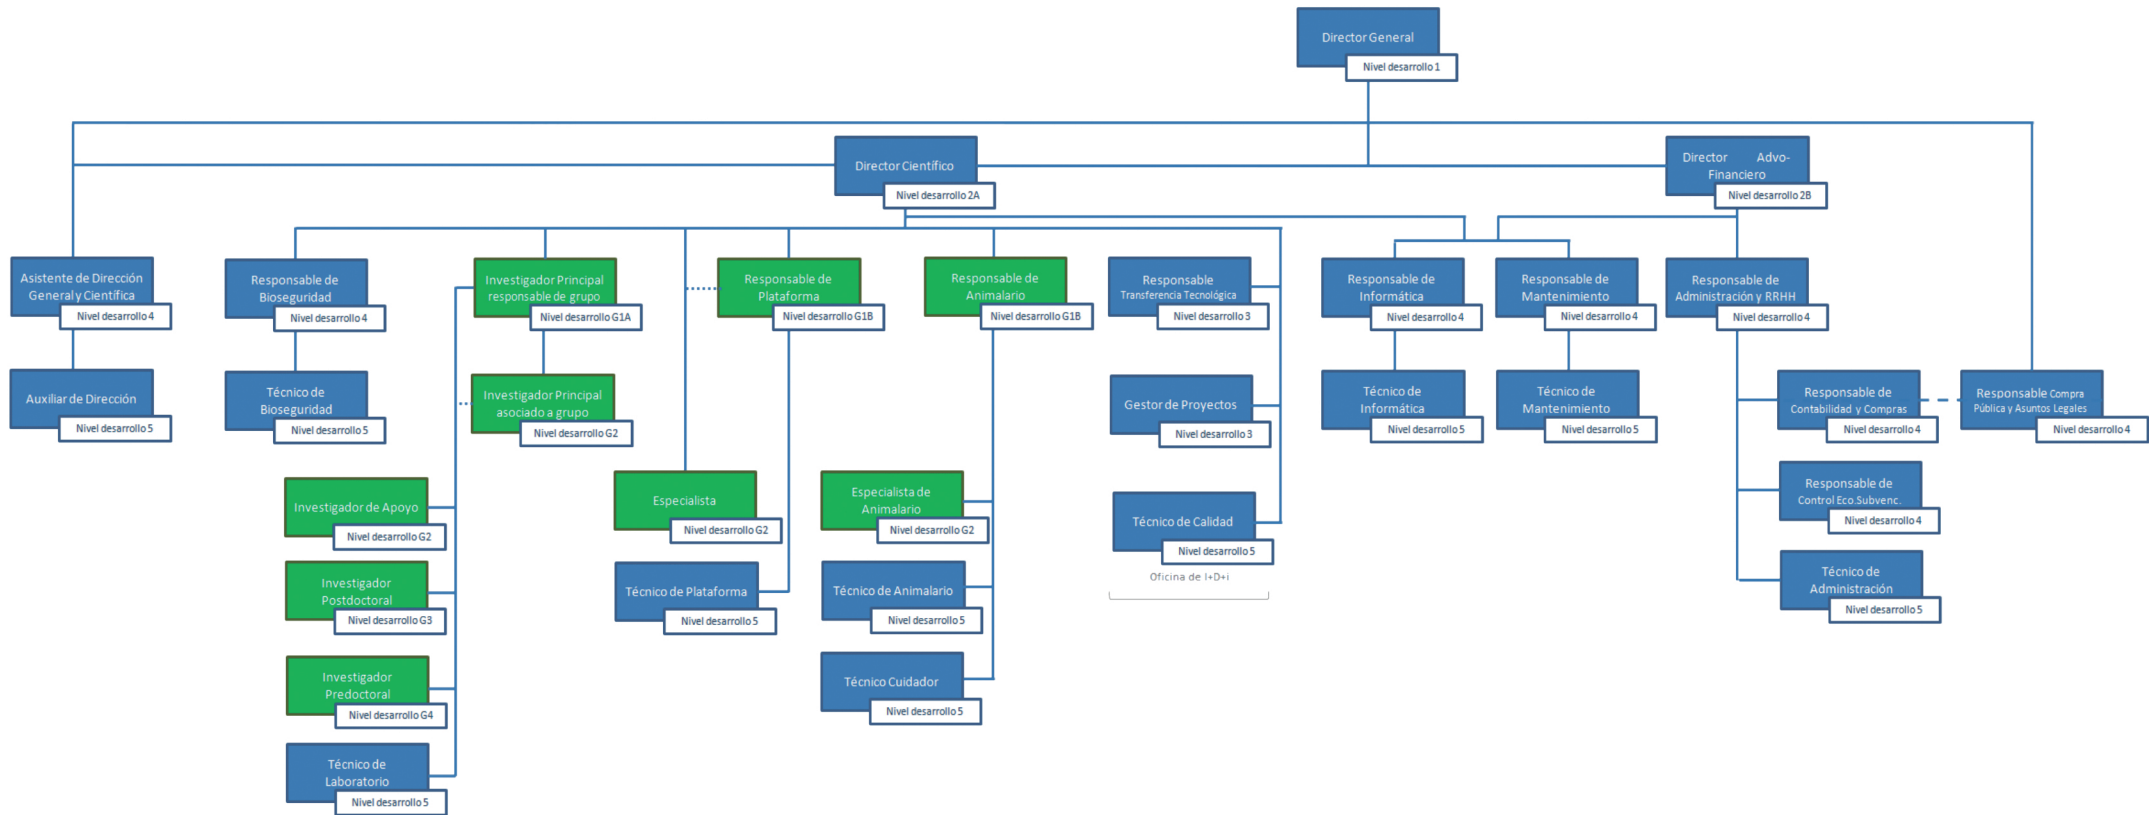 Director General
Nivel desarrollo 1
Director Científico
Nivel desarrollo 2A
Director Advo-
Financiero
Nivel desarrollo 2B
Asistente de Dirección
General y Científica
Nivel desarrollo 4
Responsable de
Bioseguridad
Nivel desarrollo 4
Investigador Principal
responsable de grupo
Nivel desarrollo G1A
Responsable de
Plataforma
Nivel desarrollo G1B
Responsable de
Animalario
Nivel desarrollo G1B
Responsable
Transferencia Tecnológica
Nivel desarrollo 3
Responsable de
Informática
Nivel desarrollo 4
Responsable de
Mantenimiento
Nivel desarrollo 4
Responsable de
Administración y RRHH
Nivel desarrollo 4
Auxiliar de Dirección
Nivel desarrollo 5
Técnico de
Bioseguridad
Nivel desarrollo 5
Investigador Principal
asociado a grupo
Nivel desarrollo G2
Gestor de Proyectos
Nivel desarrollo 3
Técnico de
Informática
Nivel desarrollo 5
Técnico de
Mantenimiento
Nivel desarrollo 5
Responsable de
Contabilidad y Compras
Nivel desarrollo 4
Responsable Compra
Pública y Asuntos Legales
Nivel desarrollo 4
Investigador de Apoyo
Nivel desarrollo G2
Especialista
Nivel desarrollo G2
Especialista de
Animalario
Nivel desarrollo G2
Técnico de Calidad
Nivel desarrollo 5
Oficina de I+D+i
Responsable de
Control Eco.Subvenc.
Nivel desarrollo 4
Investigador
Postdoctoral
Nivel desarrollo G3
Técnico de Plataforma
Nivel desarrollo 5
Técnico de Animalario
Nivel desarrollo 5
Técnico de
Administración
Nivel desarrollo 5
Investigador
Predoctoral
Nivel desarrollo G4
Técnico Cuidador
Nivel desarrollo 5
Técnico de
Laboratorio
Nivel desarrollo 5